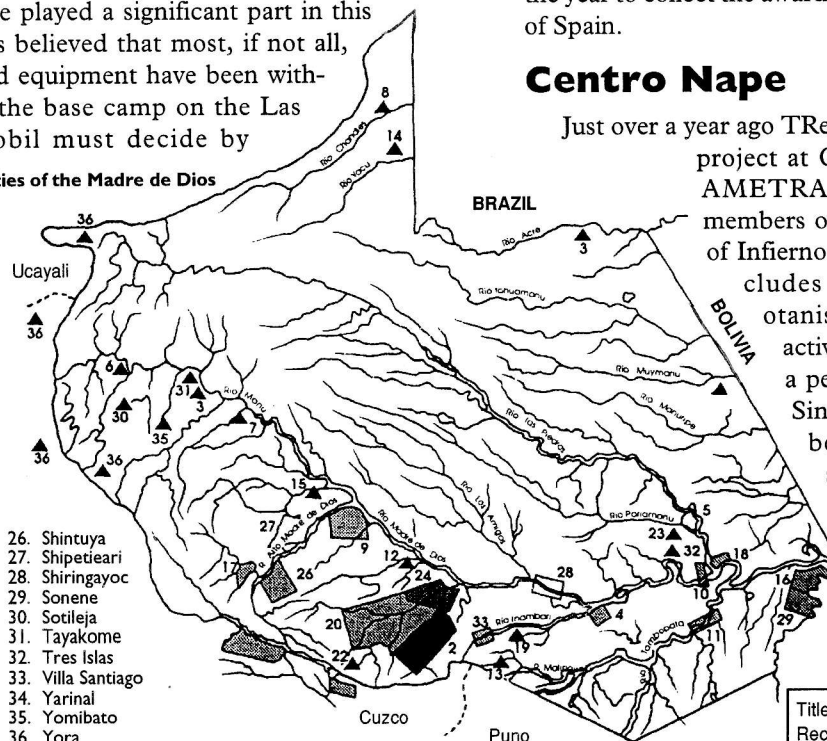 e played a significant part in this
s believed that most, if not all,
d equipment have been with-
the base camp on the Las
obil must decide by
ties of the Madre de Dios
the year to collect the award
of Spain.
Centro Nape
Just over a year ago TRe
project at C
AMETRA
members o
of Infierno
cludes
otanis
activ
a pe
Sin
be
8
Rio Chandles
14
Rio Yacu
BRAZIL
36
Rio Acre
3
Ucayali
Rio Tahuamanu
36
BOLIVIA
6
31
3
Rio Manu
Rio Muymanu
30
35
7
Rio Manuripe
Rio las Piedras
36
36
15
Rio Los Amigos
Rio Pariamanu
5
27
R. Alto Madre de Dios
Rio Madre de Dios
23
9
32
17
26
12
24
28
10
18
16
20
33
Rio Inambari
4
Tambopata
11
29
2
19
22
13
R. Malinowski
26. Shintuya
27. Shipetieari
28. Shiringayoc
29. Sonene
30. Sotileja
31. Tayakome
32. Tres Islas
33. Villa Santiago
34. Yarinal
35. Yomibato
36. Yora
Cuzco
Puno
Title
Rec